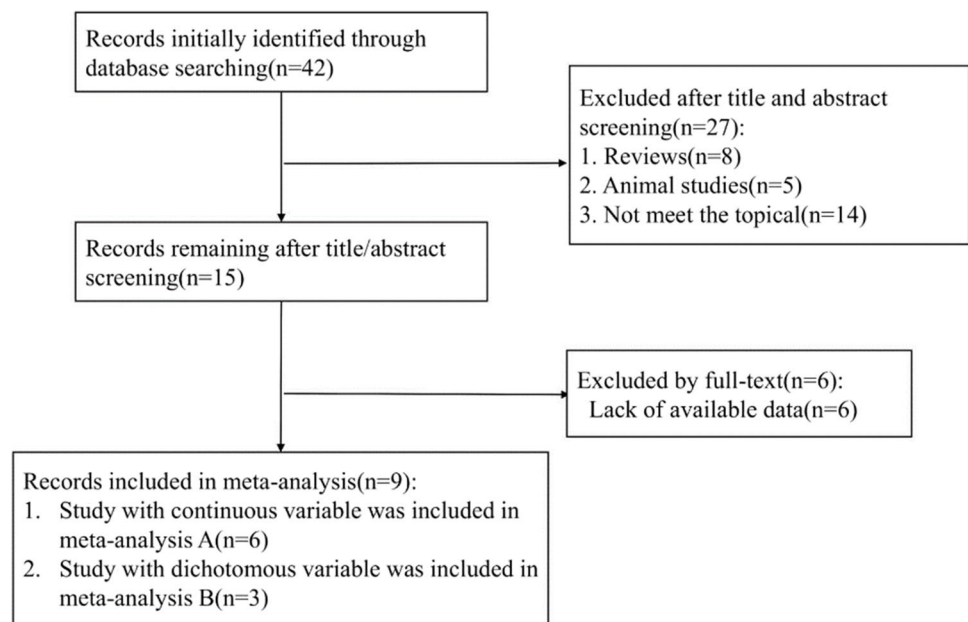 Records initially identified through
database searching(n=42)
Excluded after title and abstract
screening(n=27):
1. Reviews(n=8)
2. Animal studies(n=5)
3. Not meet the topical(n=14)
Records remaining after title/abstract
screening(n=15)
Excluded by full-text(n=6):
Lack of available data(n=6)
Records included in meta-analysis(n=9):
1. Study with continuous variable was included in
meta-analysis A(n=6)
2. Study with dichotomous variable was included in
meta-analysis B(n=3)